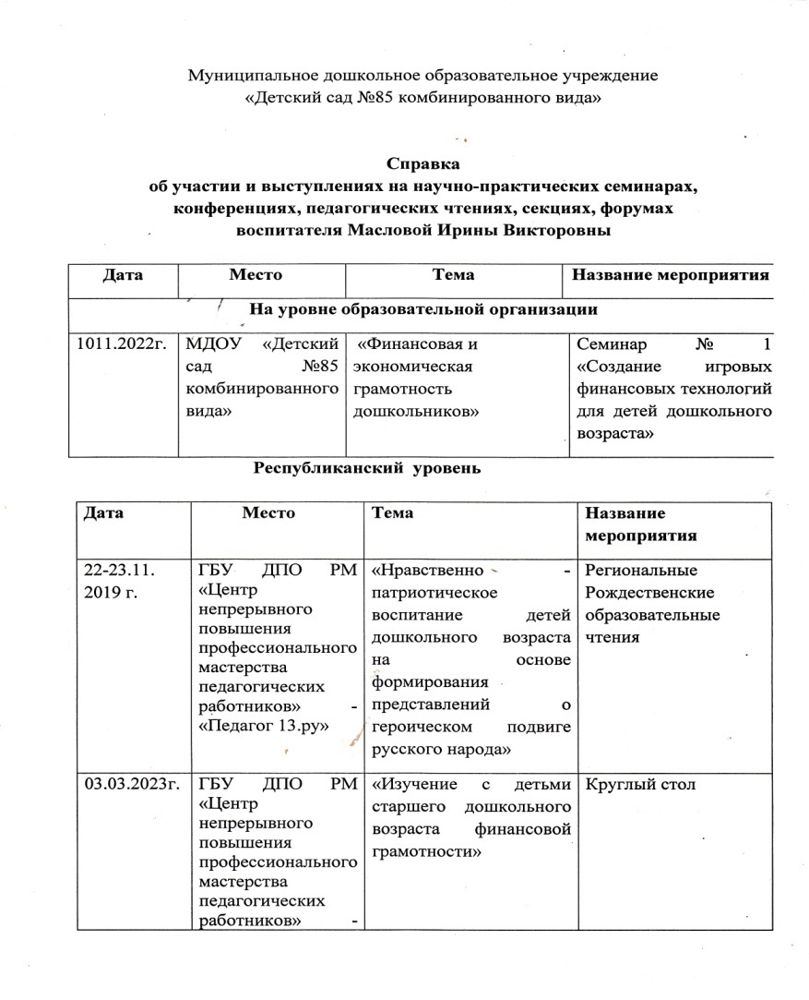 Муниципальное дошкольное образовательное учреждение
«Детский сад №85 комбинированного вида»
Справка
об участии и выступлениях на научно-практических семинарах,
конференциях, педагогических чтениях, секциях, форумах
воспитателя Масловой Ирины Викторовны
Дата Место Тема Название мероприятия
На уровне образовательной организации
1011.2022г.
МДОУ «Детский
сад №85
комбинированного
вида»
«Финансовая и
экономическая
грамотность
дошкольников»
Семинар № 1
«Создание игровых
финансовых технологий
для детей дошкольного
возраста»
Республиканский уровень
Дата
Место
Тема
Название
мероприятия
22-23.11.
2019 г.
ГБУ ДПО РМ
«Центр
непрерывного
повышения
профессионального
мастерства
педагогических
работников» -
«Педагог 13.ру»
«Нравственно -
патриотическое
воспитание детей
дошкольного возраста
на основе
формирования
представлений о
героическом подвиге
русского народа»
Региональные
Рождественские
образовательные
чтения
03.03.2023г.
ГБУ ДПО РМ
«Центр
непрерывного
повышения
профессионального
мастерства
педагогических
работников» -
«Изучение с детьми
старшего дошкольного
возраста финансовой
грамотности»
Круглый стол